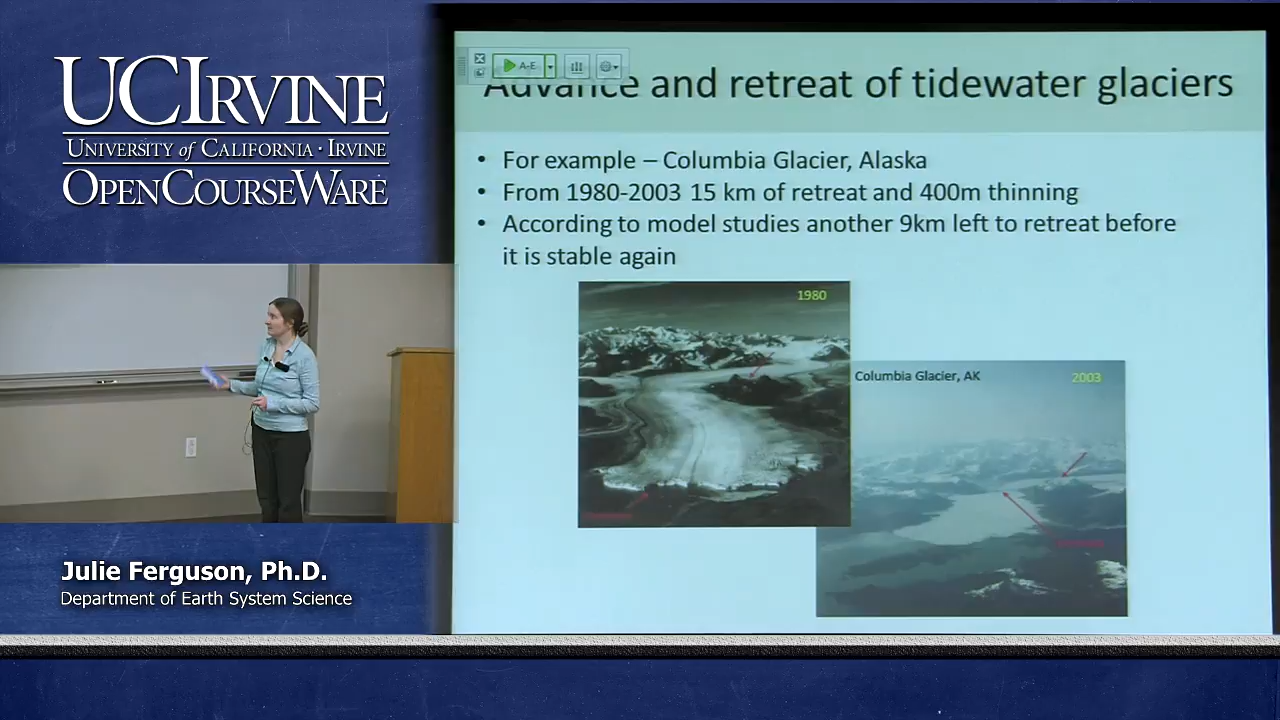 UCIRVINE
UNIVERSITY of CALIFORNIA · IRVINE
OPENCOURSEWARE
A-E
Advance and retreat of tidewater glaciers
• For example – Columbia Glacier, Alaska
• From 1980-2003 15 km of retreat and 400m thinning
• According to model studies another 9km left to retreat before
it is stable again
1980
Columbia Glacier, AK
2003
Julie Ferguson, Ph.D.
Department of Earth System Science